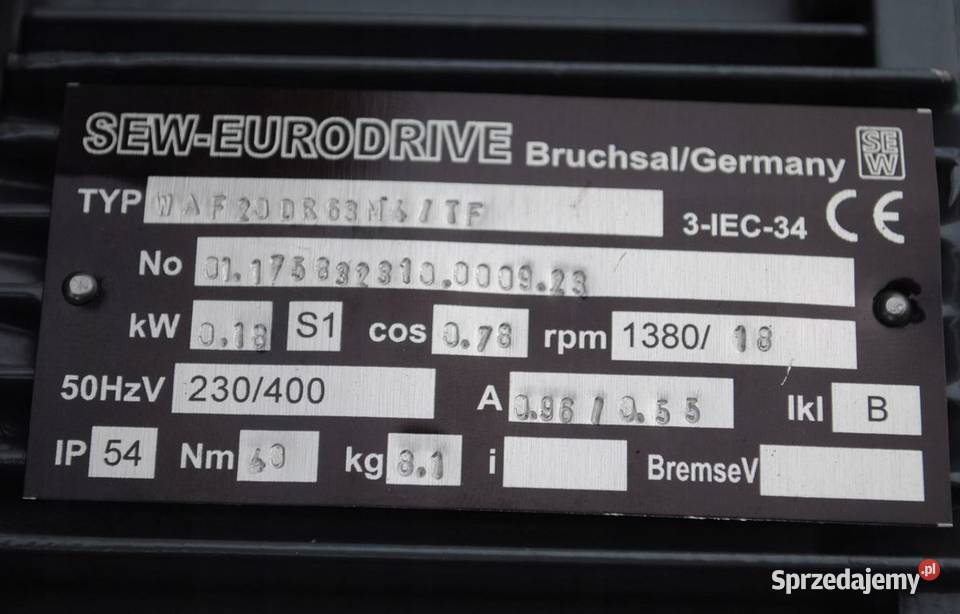 SEW-EURODRIVE Bruchsal/Germany SEW
TYP WAF20DR63M4/TF 3-IEC-34 CE
No 01.175832310.0009.23
kW 0.18 S1 cos 0.78 rpm 1380/ 18
50HzV 230/400 A 0.96/0.55 Ikl B
IP 54 Nm 40 kg 8.1 i BremseV
Sprzedajemy.pl